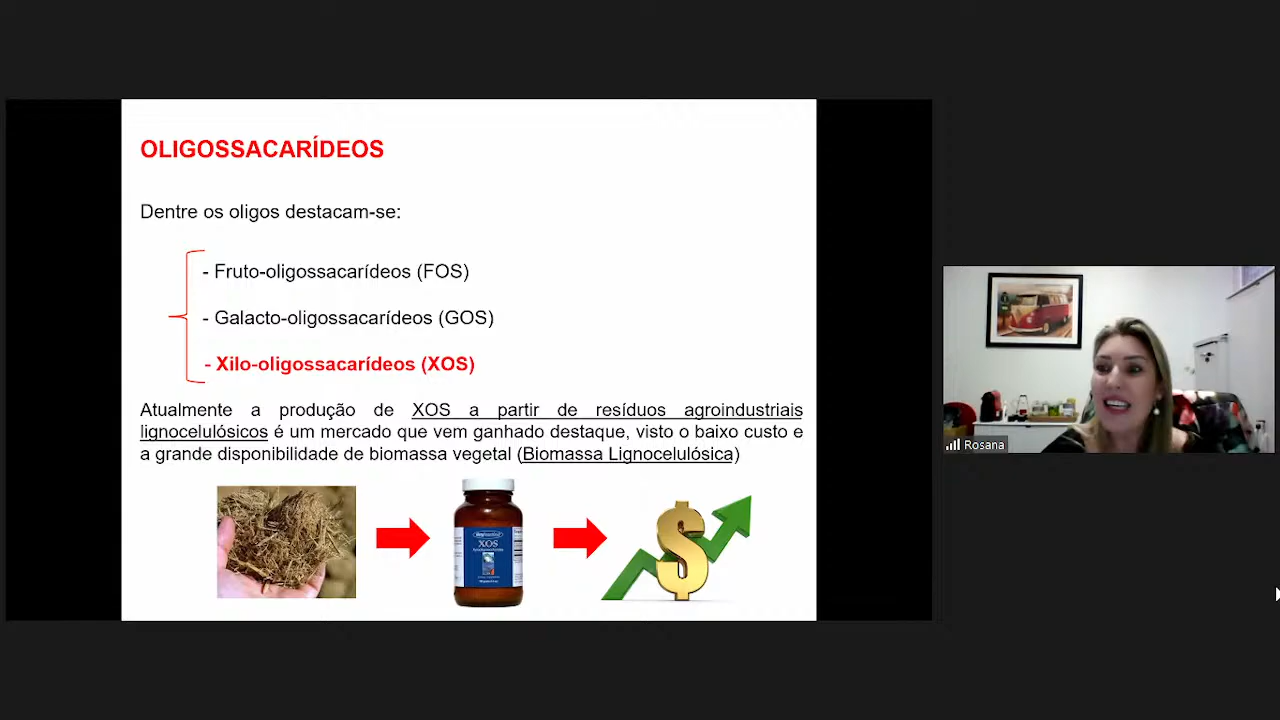 OLIGOSSACARÍDEOS
Dentre os oligos destacam-se:
- Fruto-oligossacarídeos (FOS)
- Galacto-oligossacarídeos (GOS)
- Xilo-oligossacarídeos (XOS)
Atualmente a produção de XOS a partir de resíduos agroindustriais
lignocelulósicos é um mercado que vem ganhado destaque, visto o baixo custo e
a grande disponibilidade de biomassa vegetal (Biomassa Lignocelulósica)
XOS
Rosana